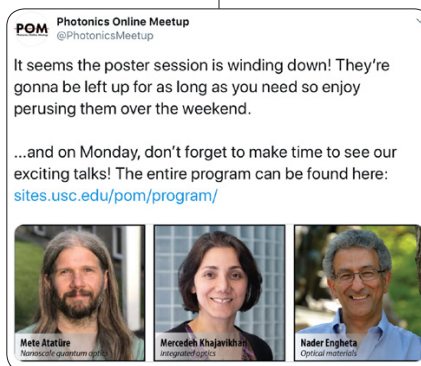 POM
Photonics Online Meetup
Photonics Online Meetup
@PhotonicsMeetup
It seems the poster session is winding down! They're
gonna be left up for as long as you need so enjoy
perusing them over the weekend.
...and on Monday, don't forget to make time to see our
exciting talks! The entire program can be found here:
sites.usc.edu/pom/program/
Mete Atatüre
Nanoscale quantum optics
Mercedeh Khajavikhan
Integrated optics
Nader Engheta
Optical materials